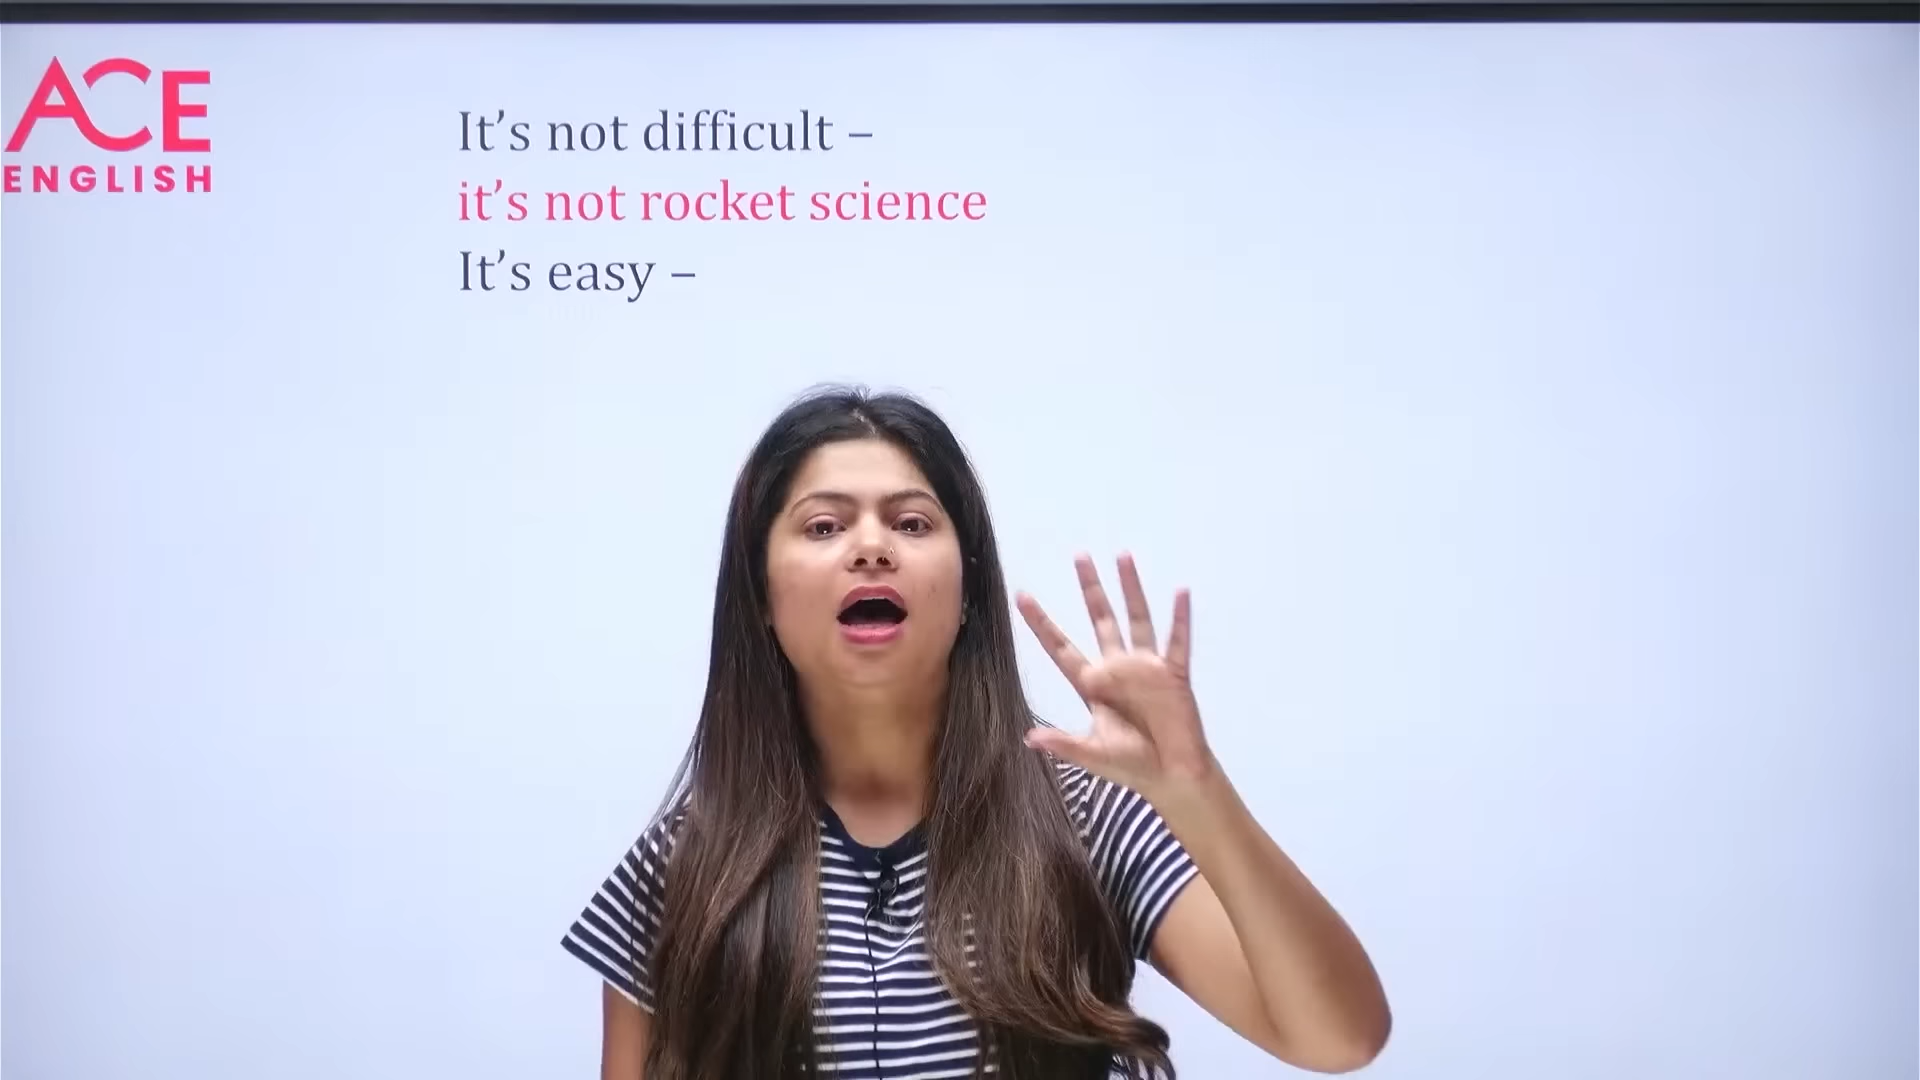 ACE
ENGLISH
It's not difficult –
it's not rocket science
It's easy –